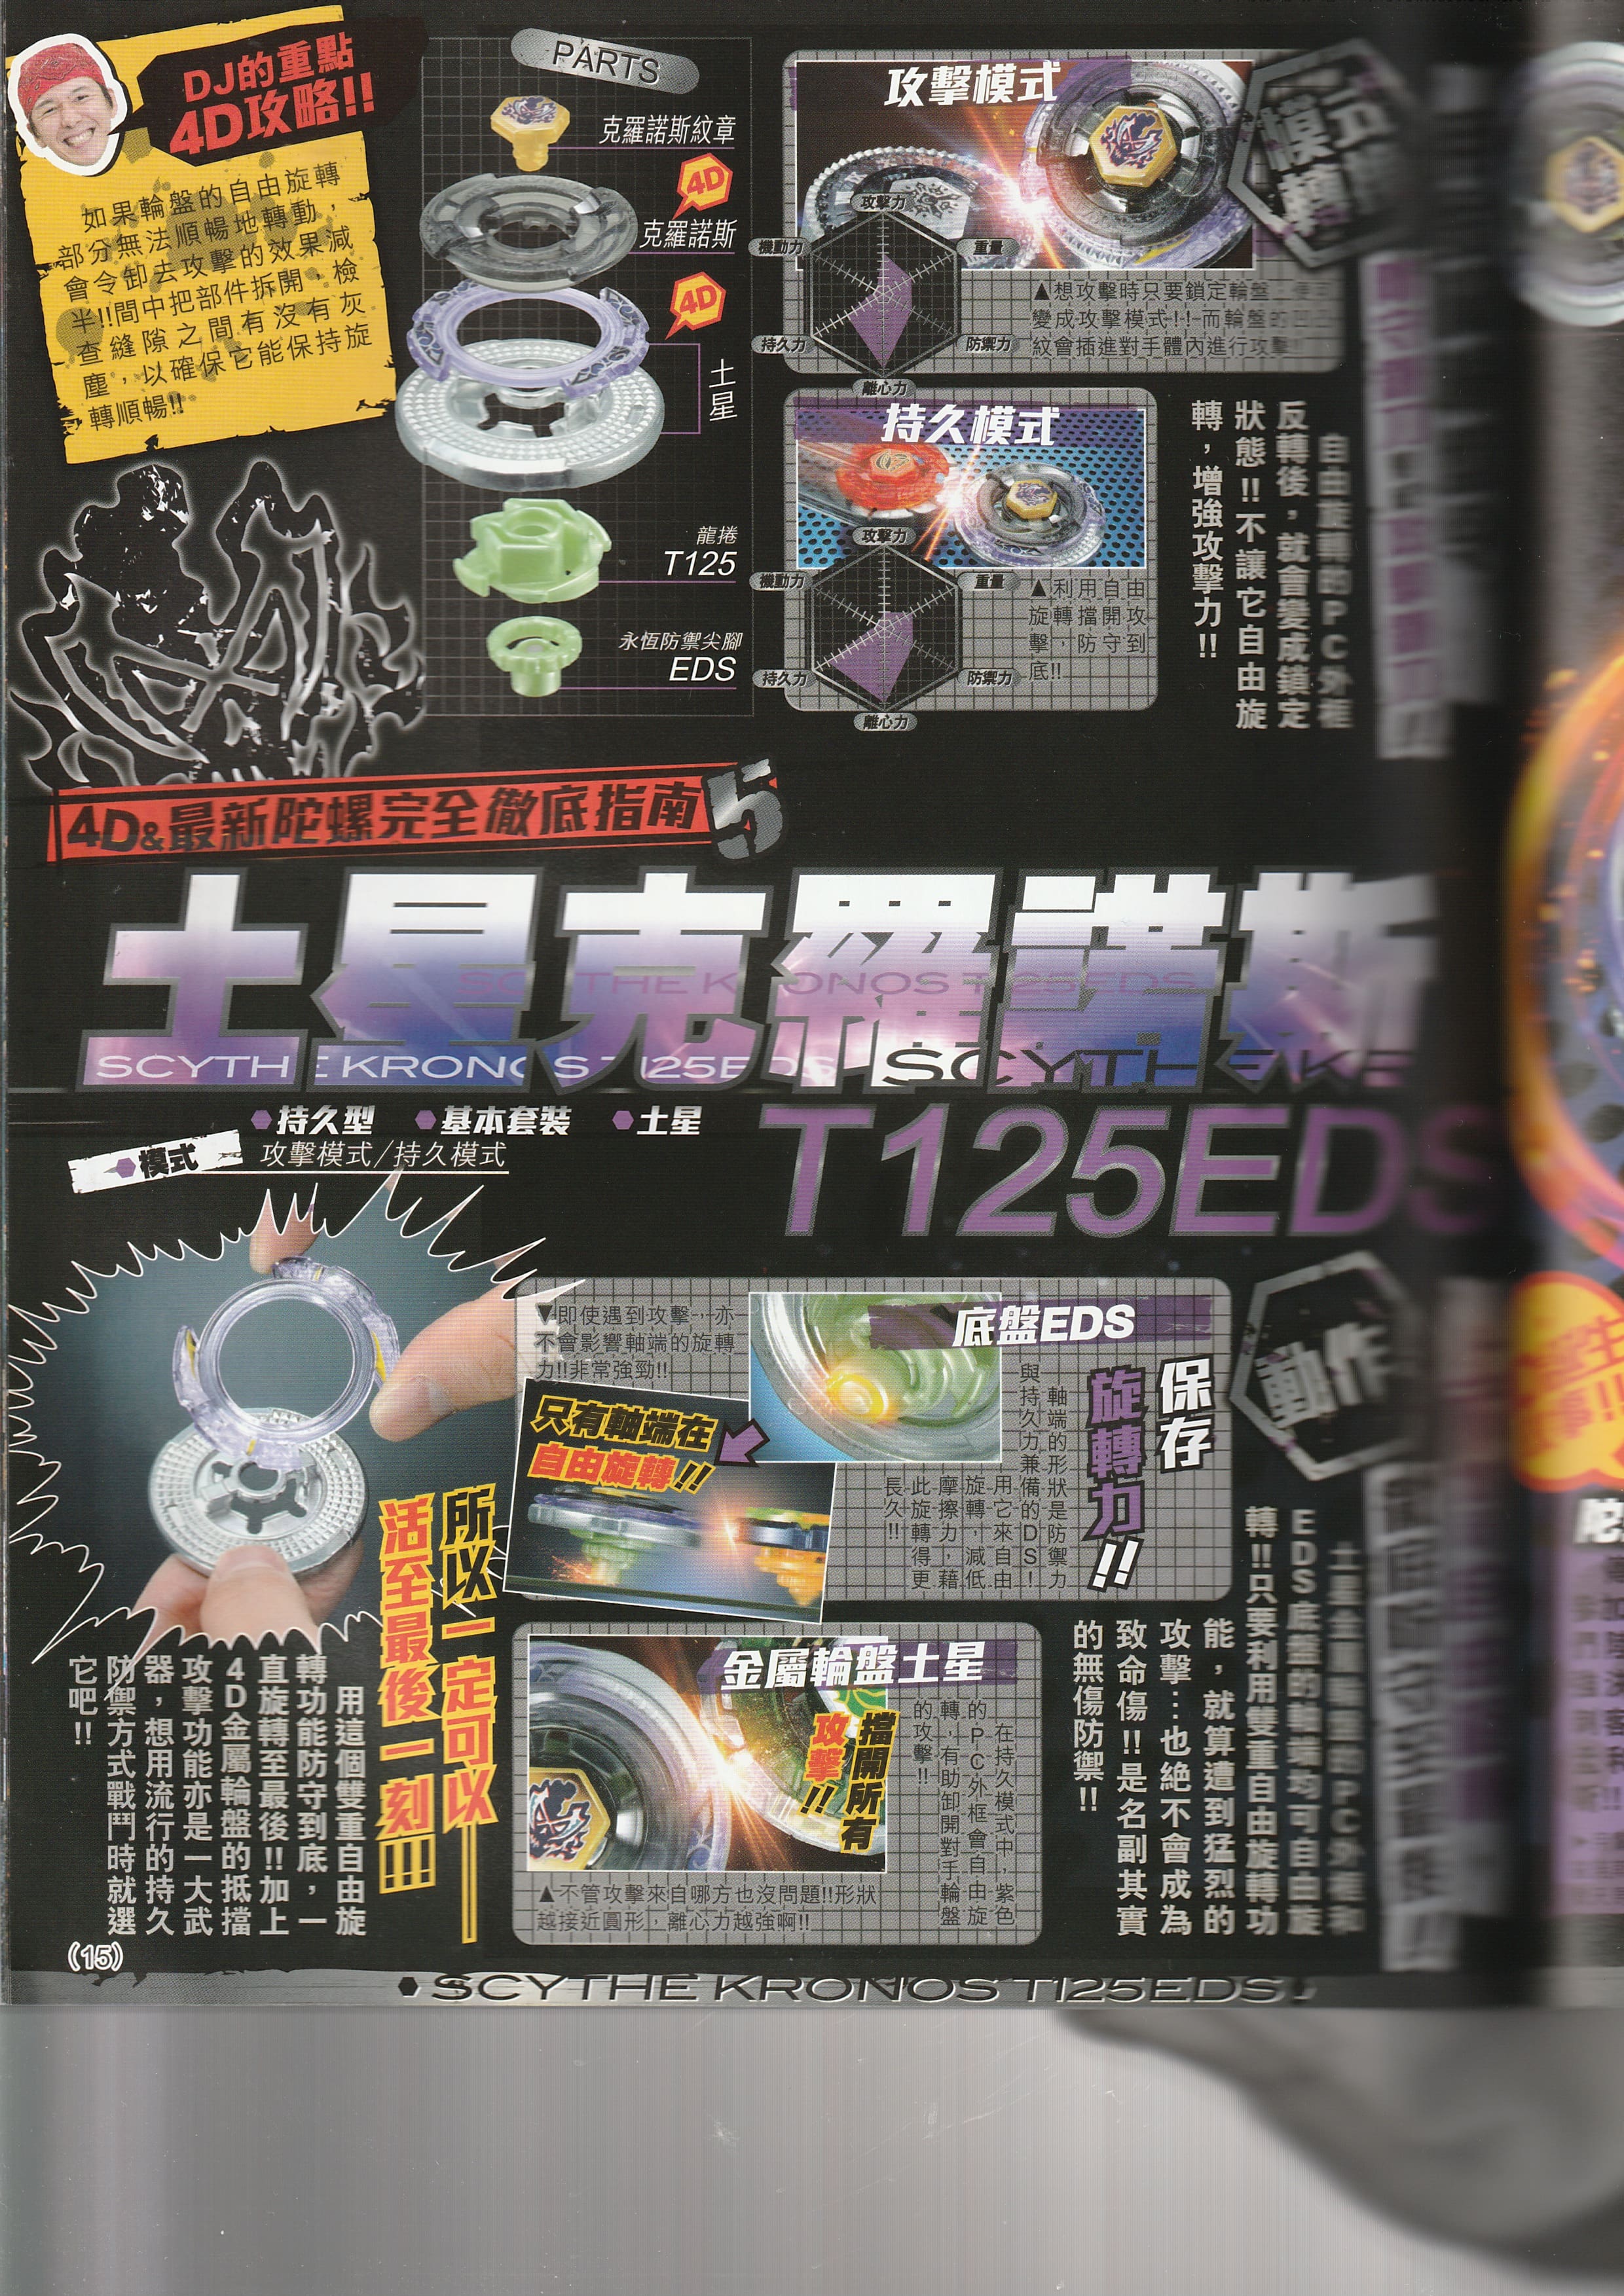 DJ的重點
4D攻略!!
如果輪盤的自由旋轉
部分無法順暢地轉動，
會令卸去攻擊的效果減
半!!間中把部件拆開，檢
查縫隙之間有沒有灰
塵，以確保它能保持旋
轉順暢!!
PARTS
克羅諾斯紋章
4D
克羅諾斯
4D
土星
龍捲
T125
永恆防禦尖腳
EDS
攻擊模式
攻擊力
機動力
重量
持久力
防禦力
離心力
▲想攻擊時只要鎖定輪盤
變成攻擊模式!!而輪盤的
紋會插進對手體內進行攻擊
持久模式
攻擊力
機動力
重量
持久力
防禦力
離心力
▲利用自由
旋轉擋開攻
擊，防守到
底!!
模式
自由旋轉的PC外框
反轉後，就會變成鎖定
狀態!!不讓它自由旋
轉，增強攻擊力!!
4D&最新陀螺完全徹底指南5
土星克羅諾斯
SCYTHE KRONOS T125EDS
SCYTHE KRONOS T125EDS
T125EDS
持久型
基本套裝
土星
模式
攻擊模式/持久模式
動作
土星金屬輪盤的PC外框和
EDS底盤的軸端均可自由旋
轉!!只要利用雙重自由旋轉功
能，就算遭到猛烈的
攻擊…也絕不會成為
致命傷!!是名副其實
的無傷防禦!!
底盤EDS
保存
旋轉力!!
軸端的形狀是防禦力
與持久力兼備的DS!
用它來自由
旋轉，減低
摩擦力，藉
此旋轉得更
長久!!
▼即使遇到攻擊，亦
不會影響軸端的旋轉
力!!非常強勁!!
只有軸端在
自由旋轉!!
金屬輪盤土星
擋開所有
攻擊!!
在持久模式中，紫色
的PC外框會自由旋
轉，有助卸開對手輪盤
的攻擊!!
▲不管攻擊來自哪方也沒問題!!形狀
越接近圓形，離心力越強啊!!
所以一定可以——
活至最後一刻!!!
用這個雙重自由旋
轉功能防守到底，一
直旋轉至最後!!加上
4D金屬輪盤的抵擋
攻擊功能亦是一大武
器，想用流行的持久
防禦方式戰鬥時就選
它吧!!
(15)
SCYTHE KRONOS T125EDS